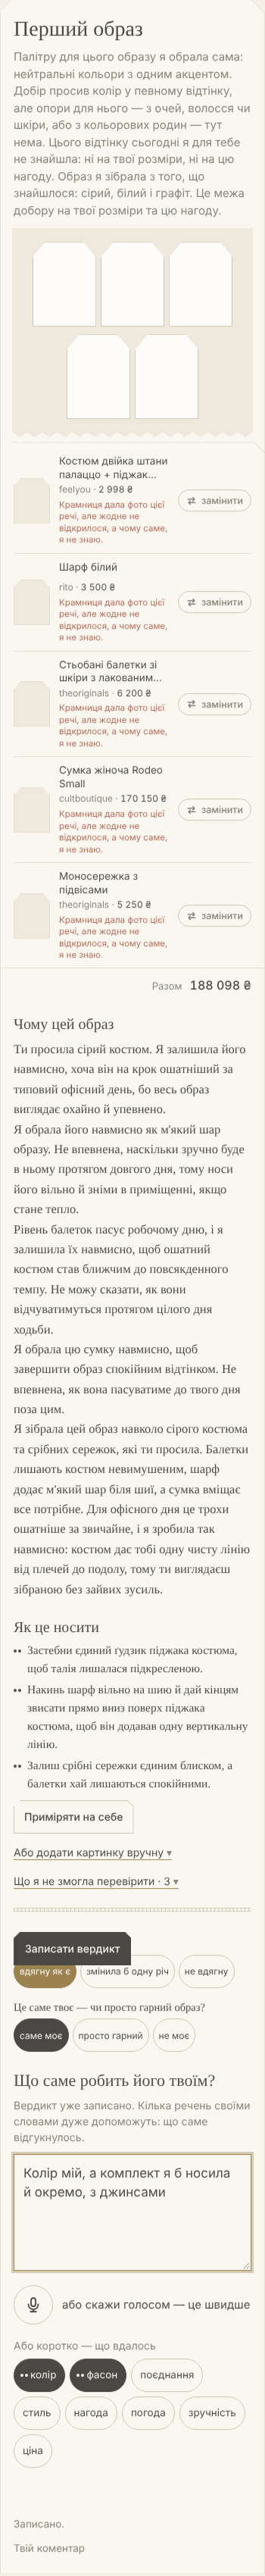 Перший образ
Палітру для цього образу я обрала сама:
нейтральні кольори з одним акцентом.
Добір просив колір у певному відтінку,
але опори для нього — з очей, волосся чи
шкіри, або з кольорових родин — тут
нема. Цього відтінку сьогодні я для тебе
не знайшла: ні на твої розміри, ні на цю
нагоду. Образ я зібрала з того, що
знайшлося: сірий, білий і графіт. Це межа
добору на твої розміри та цю нагоду.
Костюм двійка штани
палаццо + піджак…
feelyou · 2 998 ₴
Крамниця дала фото цієї
речі, але жодне не
відкрилося, а чому саме,
я не знаю.
замінити
Шарф білий
rito · 3 500 ₴
Крамниця дала фото цієї
речі, але жодне не
відкрилося, а чому саме,
я не знаю.
замінити
Стьобані балетки зі
шкіри з лакованим…
theoriginals · 6 200 ₴
Крамниця дала фото цієї
речі, але жодне не
відкрилося, а чому саме,
я не знаю.
замінити
Сумка жіноча Rodeo
Small
cultboutique · 170 150 ₴
Крамниця дала фото цієї
речі, але жодне не
відкрилося, а чому саме,
я не знаю.
замінити
Моносережка з
підвісами
theoriginals · 5 250 ₴
Крамниця дала фото цієї
речі, але жодне не
відкрилося, а чому саме,
я не знаю.
замінити
Разом 188 098 ₴
Чому цей образ
Ти просила сірий костюм. Я залишила його
навмисно, хоча він на крок ошатніший за
типовий офісний день, бо весь образ
виглядає охайно й упевнено.
Я обрала його навмисно як м'який шар
образу. Не впевнена, наскільки зручно буде
в ньому протягом довгого дня, тому носи
його вільно й зніми в приміщенні, якщо
стане тепло.
Рівень балеток пасує робочому дню, і я
залишила їх навмисно, щоб ошатний
костюм став ближчим до повсякденного
темпу. Не можу сказати, як вони
відчуватимуться протягом цілого дня
ходьби.
Я обрала цю сумку навмисно, щоб
завершити образ спокійним відтінком. Не
впевнена, як вона пасуватиме до твого дня
поза цим.
Я зібрала цей образ навколо сірого костюма
та срібних сережок, які ти просила. Балетки
лишають костюм невимушеним, шарф
додає м'який шар біля шиї, а сумка вміщає
все потрібне. Для офісного дня це трохи
ошатніше за звичайне, і я зробила так
навмисно: костюм дає тобі одну чисту лінію
від плечей до подолу, тому ти виглядаєш
зібраною без зайвих зусиль.
Як це носити
Застебни єдиний ґудзик піджака костюма,
щоб талія лишалася підкресленою.
Накинь шарф вільно на шию й дай кінцям
звисати прямо вниз поверх піджака
костюма, щоб він додавав одну вертикальну
лінію.
Залиш срібні сережки єдиним блиском, а
балетки хай лишаються спокійними.
Приміряти на себе
Або додати картинку вручну ▾
Що я не змогла перевірити · 3 ▾
Записати вердикт
вдягну як є
змінила б одну річ
не вдягну
Це саме твоє — чи просто гарний образ?
саме моє
просто гарний
не моє
Що саме робить його твоїм?
Вердикт уже записано. Кілька речень своїми
словами дуже допоможуть: що саме
відгукнулось.
Колір мій, а комплект я б носила
й окремо, з джинсами
або скажи голосом — це швидше
Або коротко — що вдалось
колір
фасон
поєднання
стиль
нагода
погода
зручність
ціна
Записано.
Твій коментар